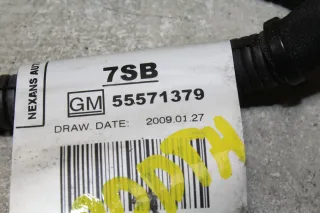 NEXANS AUT
7SB
GM 55571379
DRAW. DATE: 2009.01.27